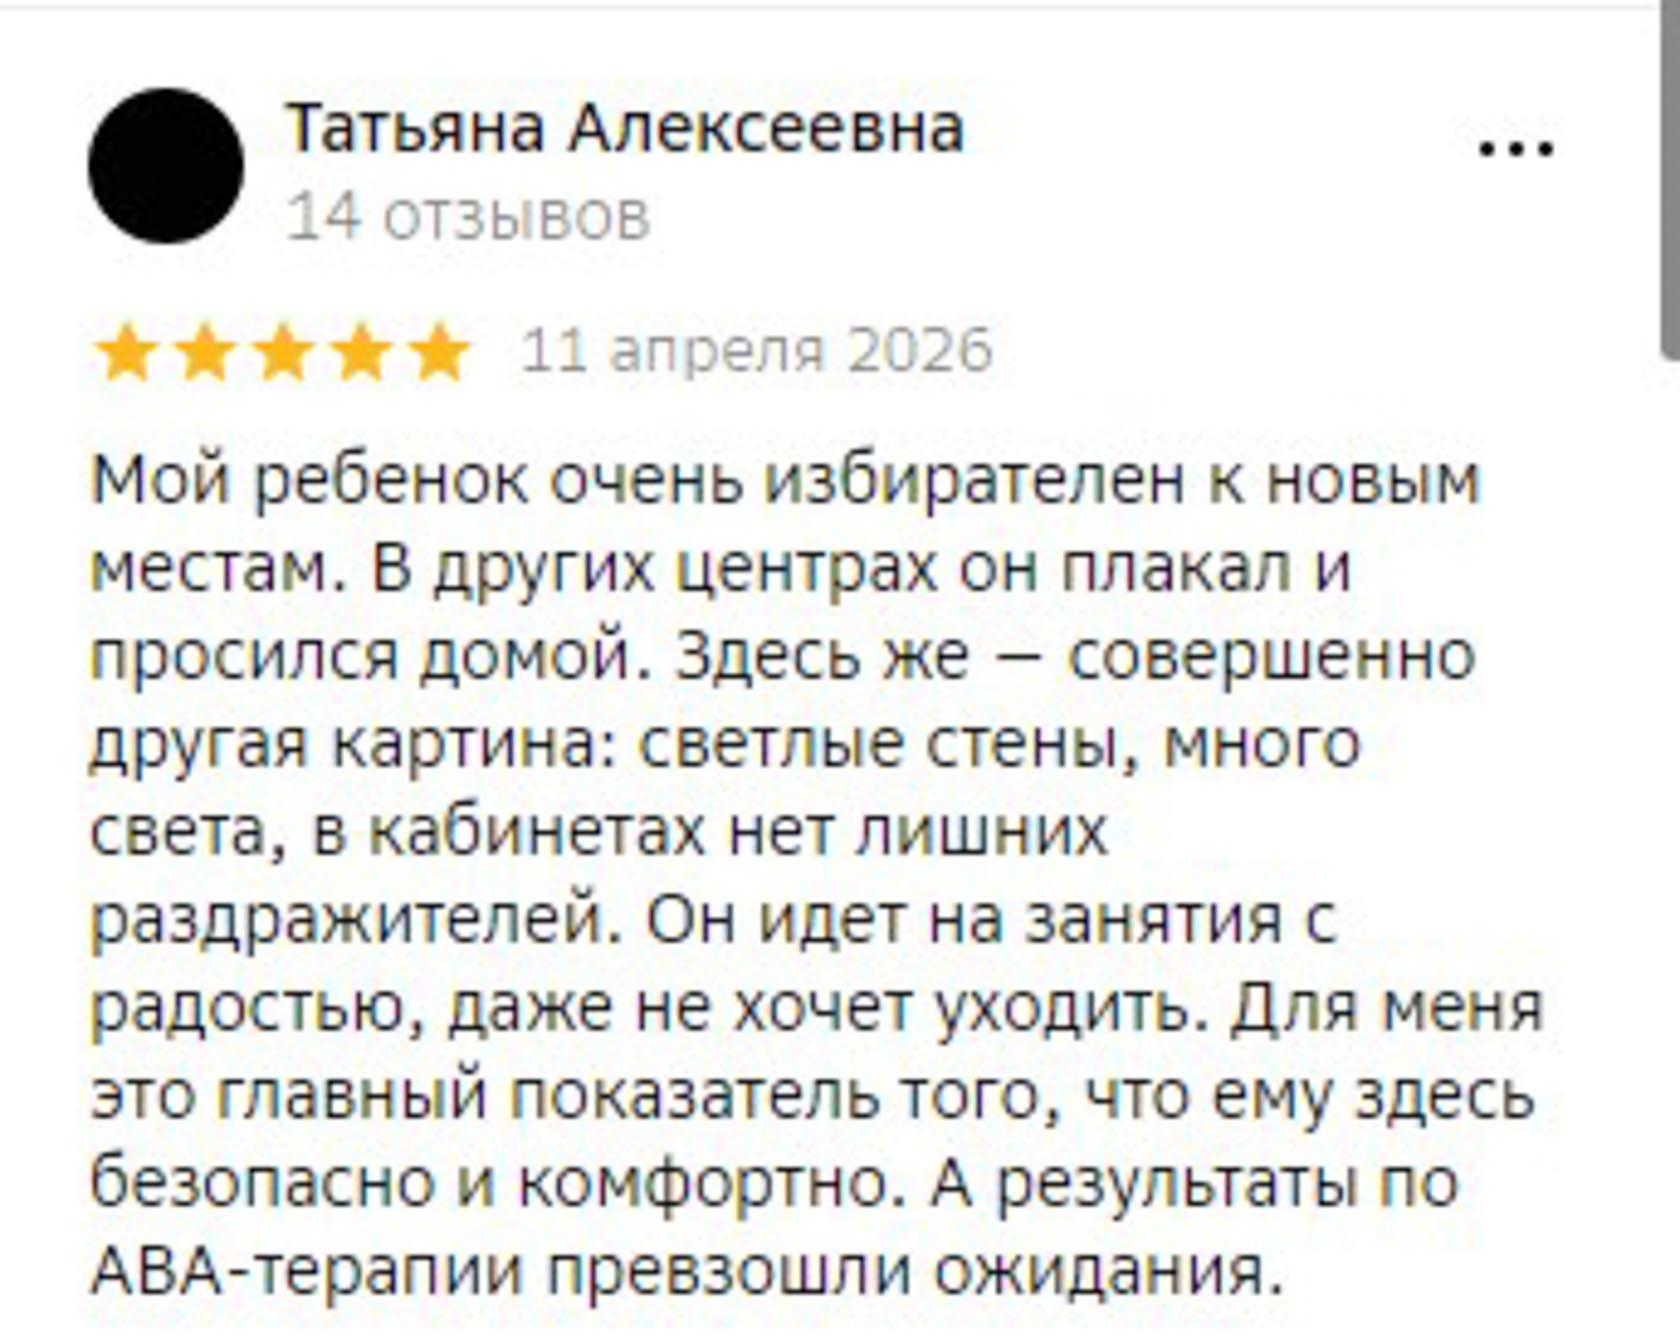 Татьяна Алексеевна
...
14 отзывов
11 апреля 2026
Мой ребенок очень избирателен к новым
местам. В других центрах он плакал и
просился домой. Здесь же – совершенно
другая картина: светлые стены, много
света, в кабинетах нет лишних
раздражителей. Он идет на занятия с
радостью, даже не хочет уходить. Для меня
это главный показатель того, что ему здесь
безопасно и комфортно. А результаты по
АВА-терапии превзошли ожидания.